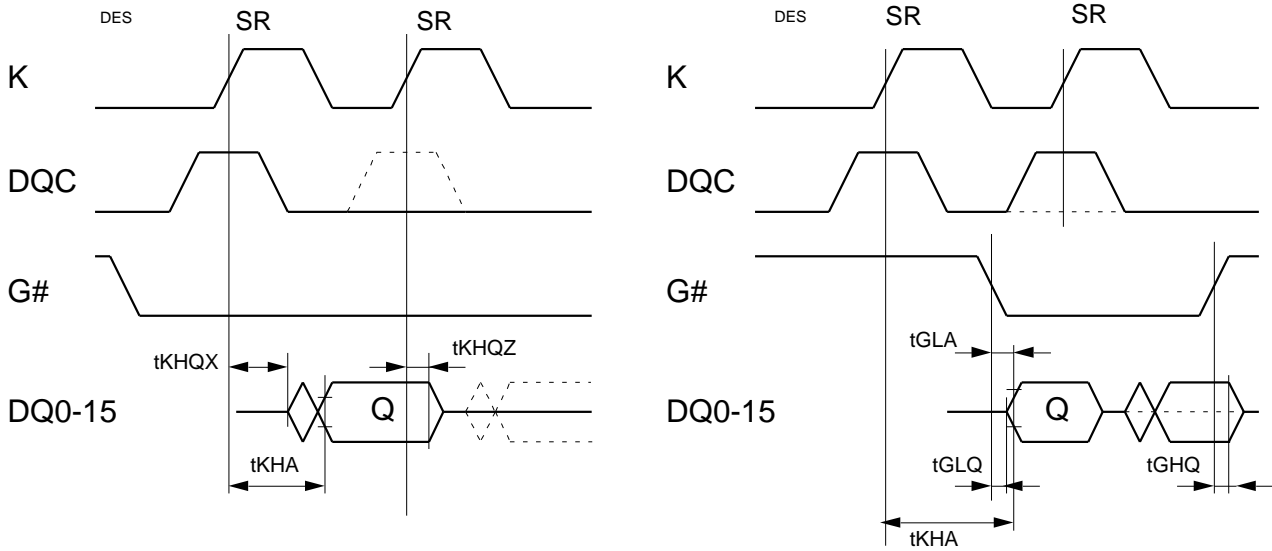 DES SR SR
K
DQC
G#
tKHQX tKHQZ
DQ0-15 Q
tKHA
DES SR SR
K
DQC
G#
tGLA
DQ0-15 Q
tGLQ tGHQ
tKHA